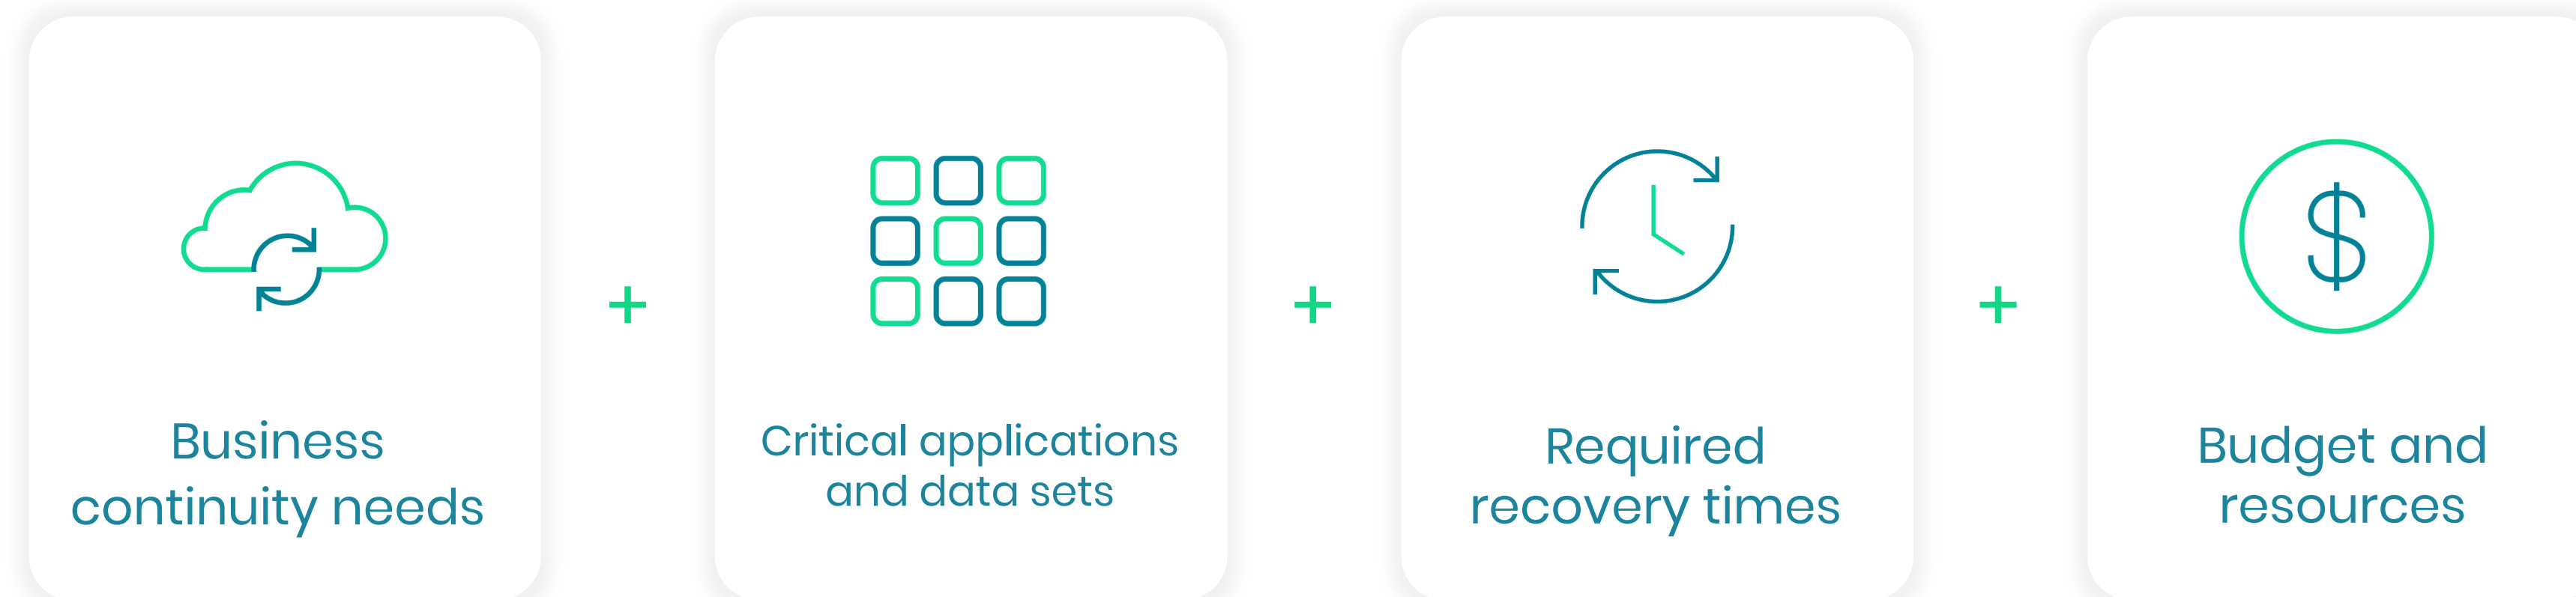 Business
continuity needs
+
Critical applications
and data sets
+
Required
recovery times
+
Budget and
resources